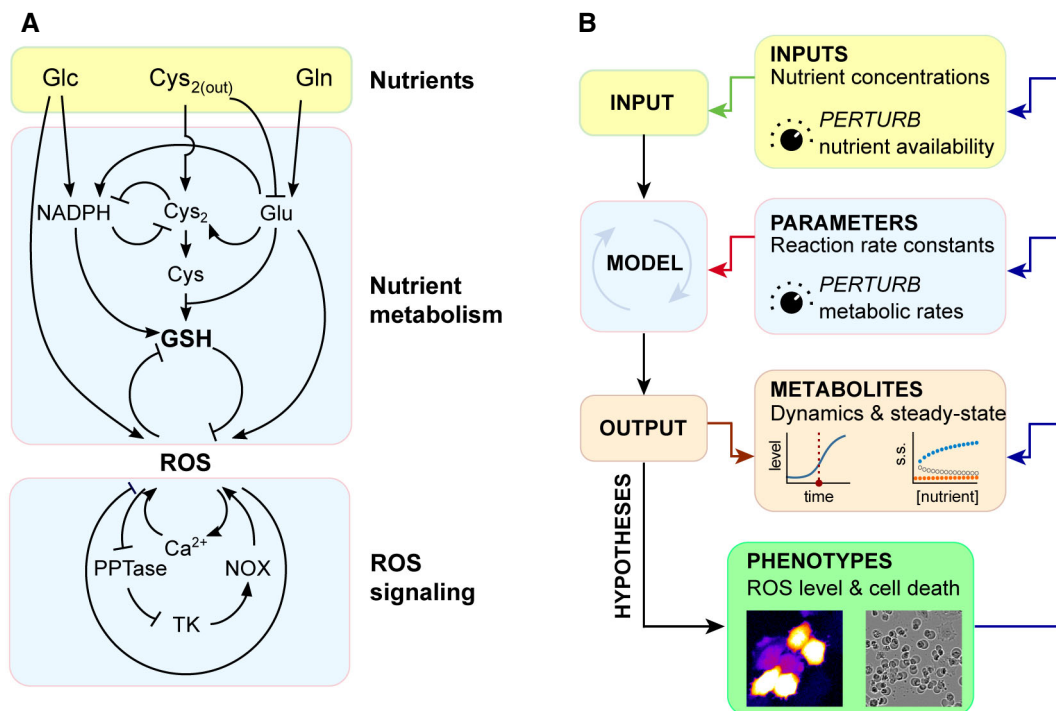 A
Glc
Cys2(out)
Gln
Nutrients
NADPH
Cys2
Glu
Cys
GSH
Nutrient
metabolism
ROS
Ca2+
PPTase
NOX
TK
ROS
signaling
B
INPUT
INPUTS
Nutrient concentrations
PERTURB
nutrient availability
MODEL
PARAMETERS
Reaction rate constants
PERTURB
metabolic rates
OUTPUT
METABOLITES
Dynamics & steady-state
level
time
s.s.
[nutrient]
HYPOTHESES
PHENOTYPES
ROS level & cell death